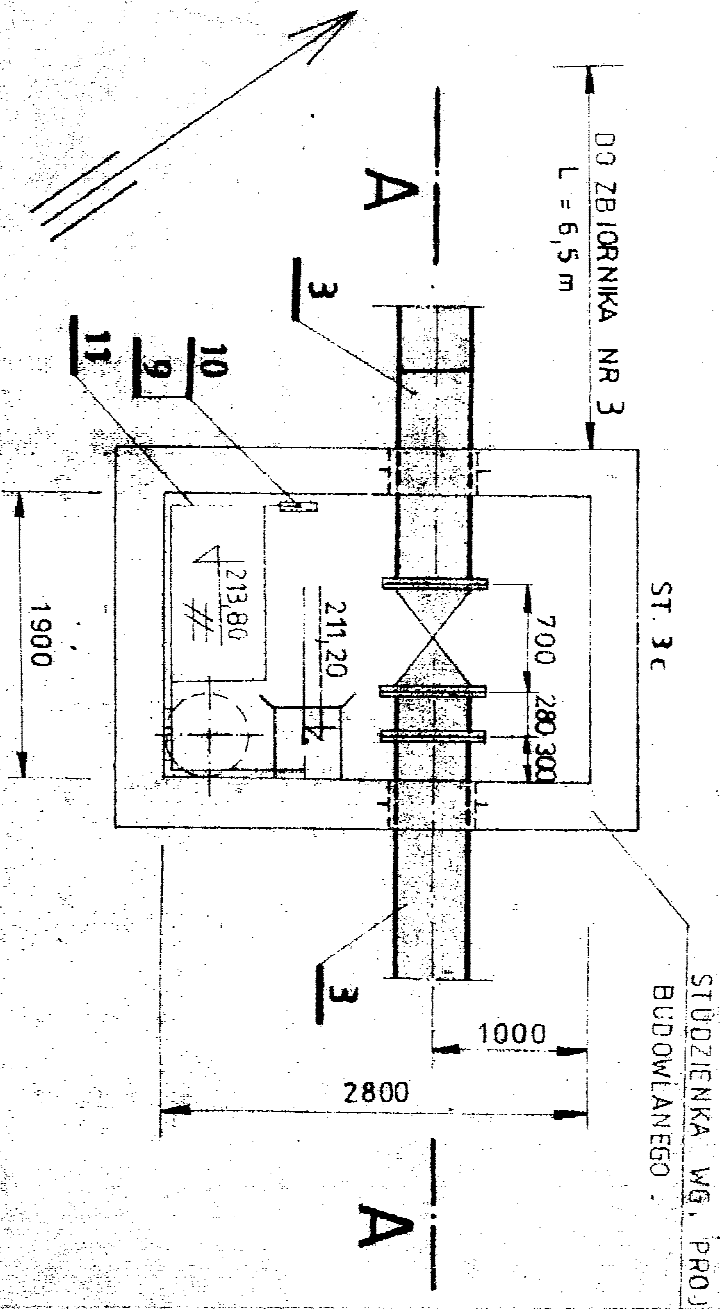 DO ZBIORNIKA NR 3
L = 6,5 m
A
3
10
9
11
ST. 3c
700
280
300
211,20
213,80
1900
3
1000
2800
A
STUDZIENKA WG. PROJ
BUDOWLANEGO.